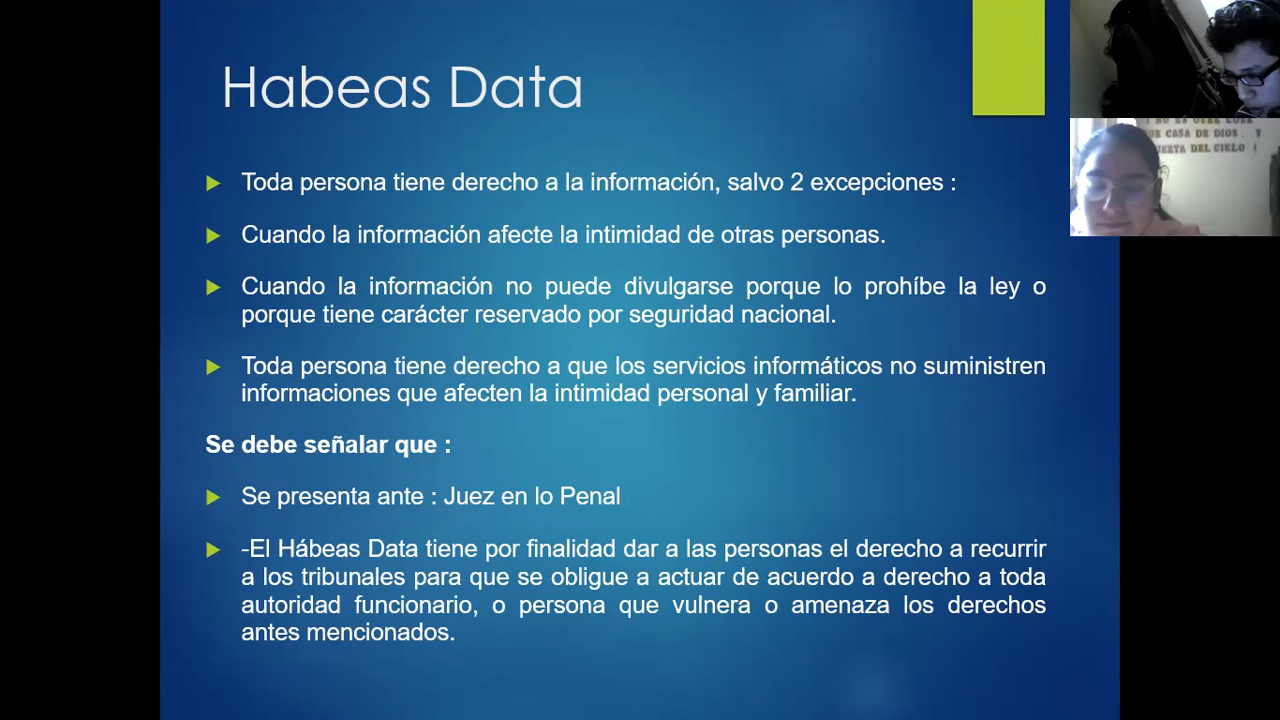 Habeas Data
Toda persona tiene derecho a la información, salvo 2 excepciones :
Cuando la información afecte la intimidad de otras personas.
Cuando la información no puede divulgarse porque lo prohíbe la ley o
porque tiene carácter reservado por seguridad nacional.
Toda persona tiene derecho a que los servicios informáticos no suministren
informaciones que afecten la intimidad personal y familiar.
Se debe señalar que :
Se presenta ante : Juez en lo Penal
-El Hábeas Data tiene por finalidad dar a las personas el derecho a recurrir
a los tribunales para que se obligue a actuar de acuerdo a derecho a toda
autoridad funcionario, o persona que vulnera o amenaza los derechos
antes mencionados.
NO ES OTRA COSA
QUE CASA DE DIOS . Y
DEL CIELO !